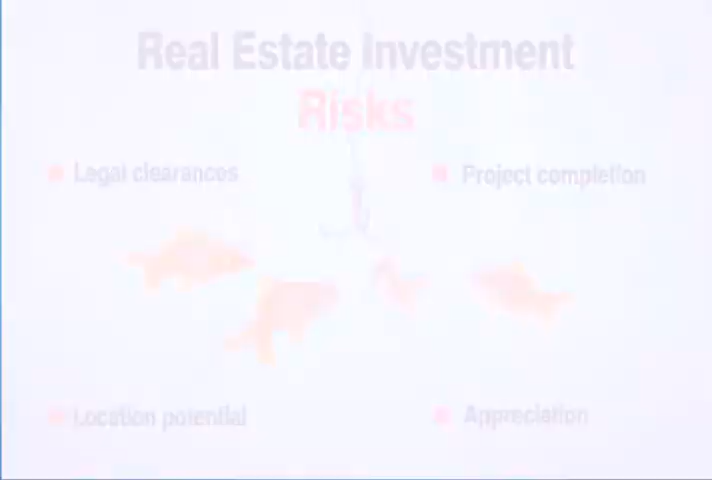 Real Estate Investment
Risks
Legal clearances
Project completion
Location potential
Appreciation